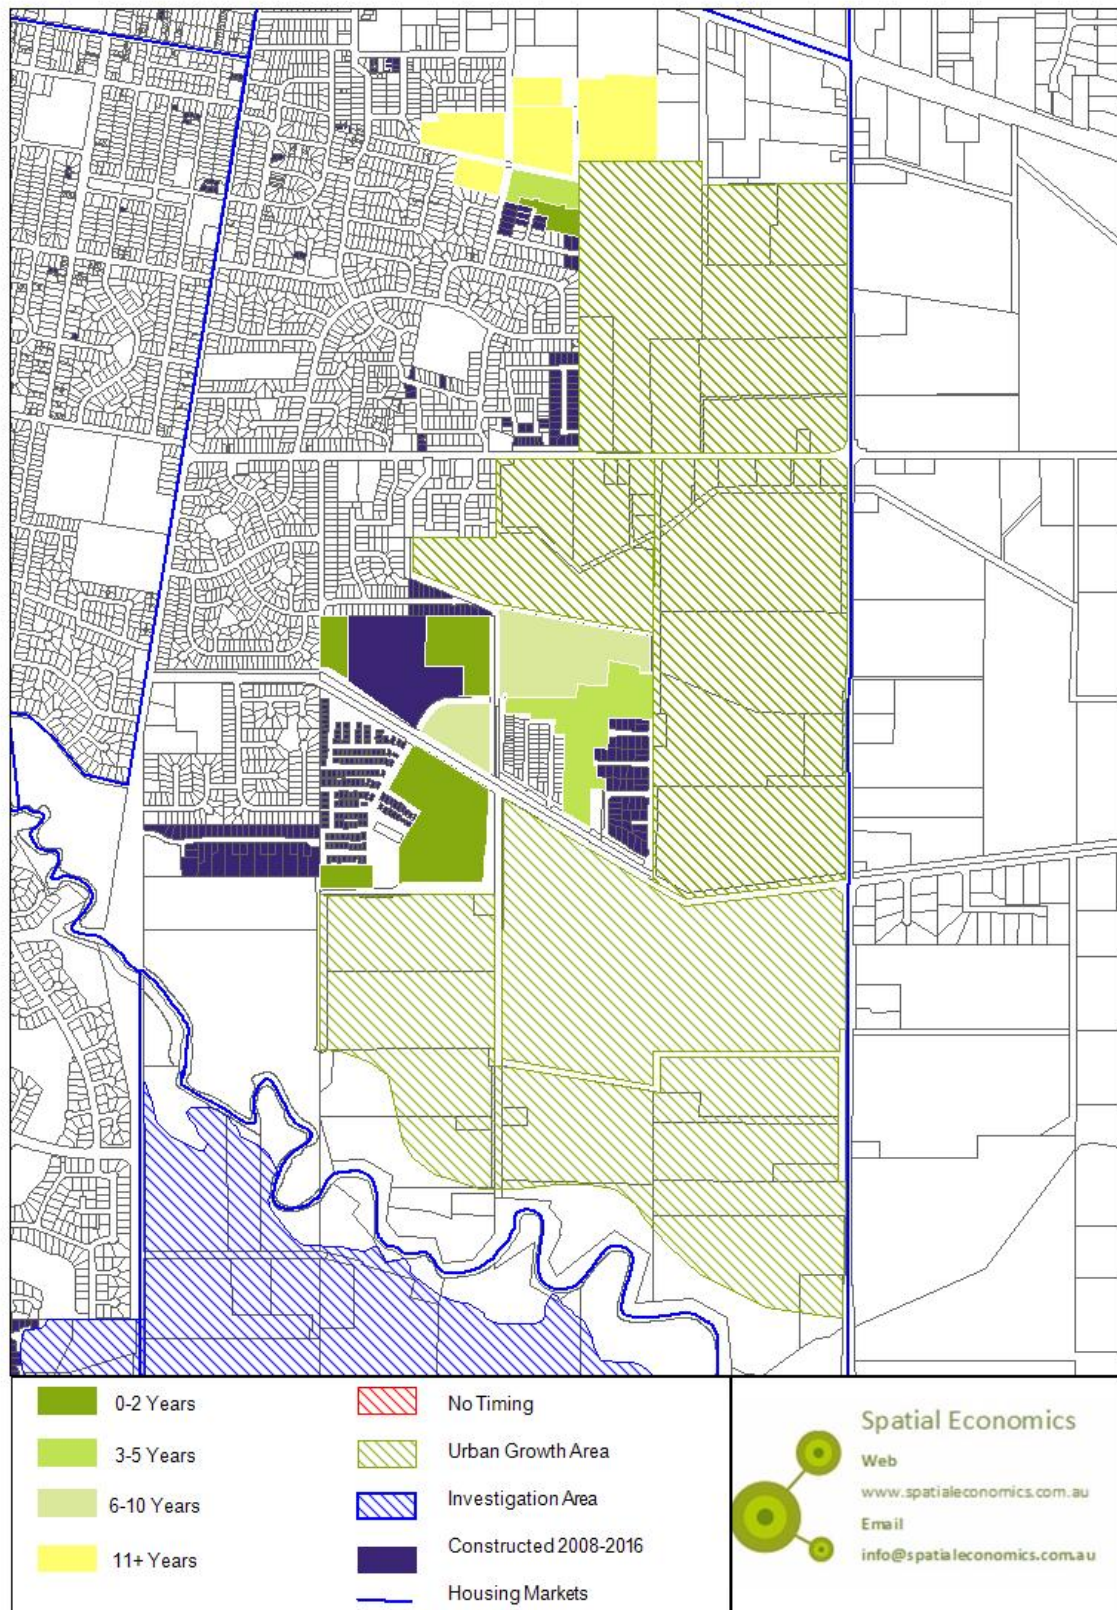 0-2 Years
3-5 Years
6-10 Years
11+ Years
No Timing
Urban Growth Area
Investigation Area
Constructed 2008-2016
Housing Markets
Spatial Economics
Web
www.spatialeconomics.com.au
Email
info@spatialeconomics.com.au